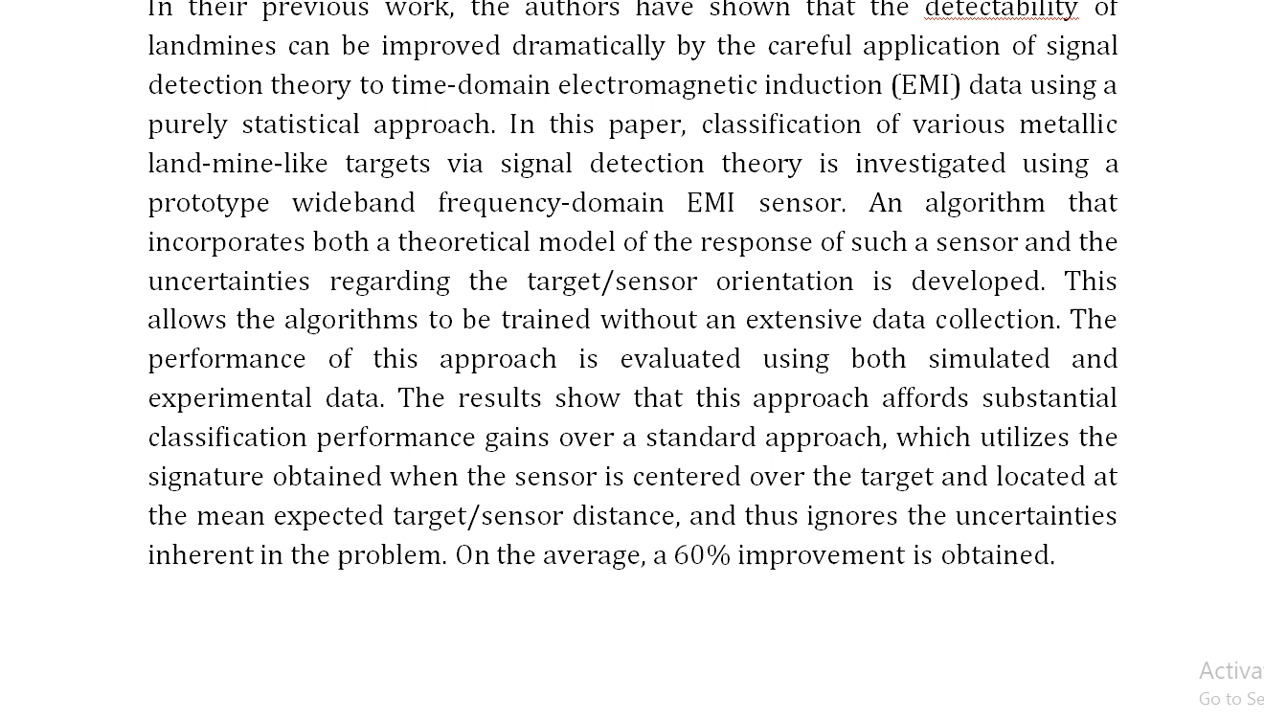 In their previous work, the authors have shown that the detectability of
landmines can be improved dramatically by the careful application of signal
detection theory to time-domain electromagnetic induction (EMI) data using a
purely statistical approach. In this paper, classification of various metallic
land-mine-like targets via signal detection theory is investigated using a
prototype wideband frequency-domain EMI sensor. An algorithm that
incorporates both a theoretical model of the response of such a sensor and the
uncertainties regarding the target/sensor orientation is developed. This
allows the algorithms to be trained without an extensive data collection. The
performance of this approach is evaluated using both simulated and
experimental data. The results show that this approach affords substantial
classification performance gains over a standard approach, which utilizes the
signature obtained when the sensor is centered over the target and located at
the mean expected target/sensor distance, and thus ignores the uncertainties
inherent in the problem. On the average, a 60% improvement is obtained.
Activa
Go to Se